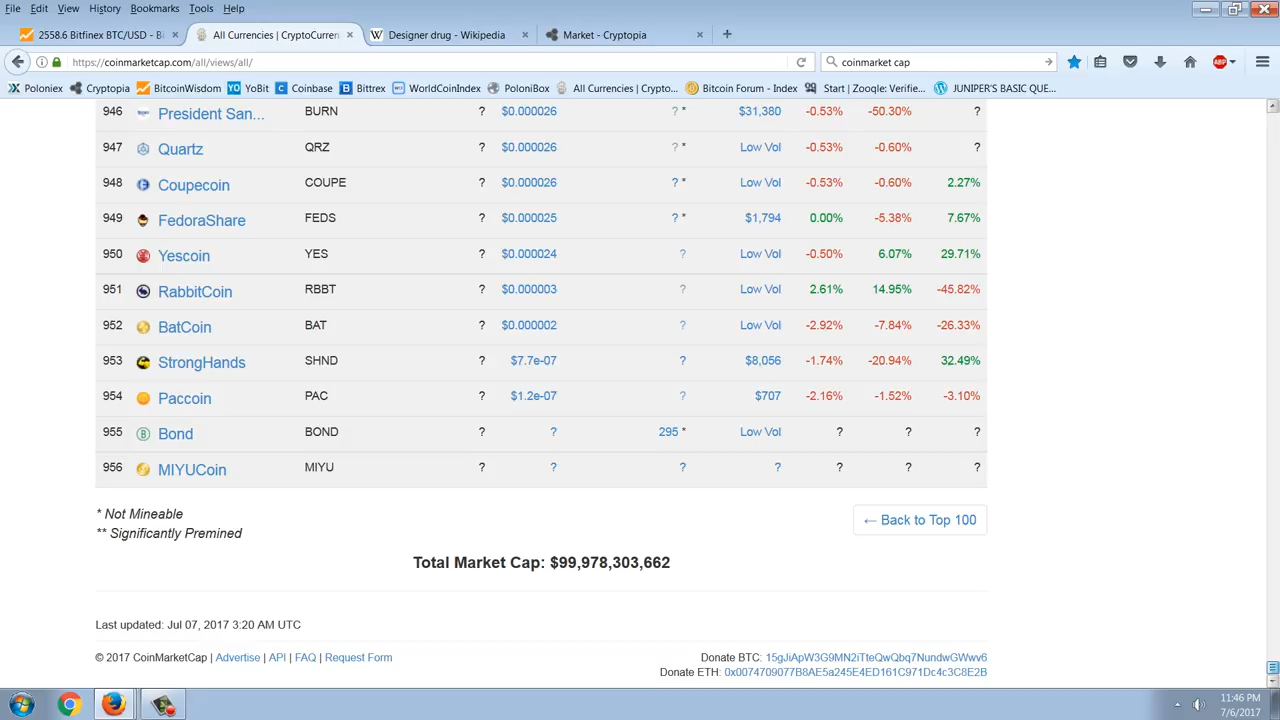 File Edit View History Bookmarks Tools Help
2558.6 Bitfinex BTC/USD - Bi × All Currencies | CryptoCurren × Designer drug - Wikipedia × Market - Cryptopia × +
https://coinmarketcap.com/all/views/all/ coinmarket cap
Poloniex Cryptopia BitcoinWisdom YoBit Coinbase Bittrex WorldCoinIndex PoloniBox All Currencies | Crypto... Bitcoin Forum - Index Start | Zooqle: Verifie... JUNIPER'S BASIC QUE...
946 President San... BURN ? $0.000026 ? * $31,380 -0.53% -50.30% ?
947 Quartz QRZ ? $0.000026 ? * Low Vol -0.53% -0.60% ?
948 Coupecoin COUPE ? $0.000026 ? * Low Vol -0.53% -0.60% 2.27%
949 FedoraShare FEDS ? $0.000025 ? * $1,794 0.00% -5.38% 7.67%
950 Yescoin YES ? $0.000024 ? Low Vol -0.50% 6.07% 29.71%
951 RabbitCoin RBBT ? $0.000003 ? Low Vol 2.61% 14.95% -45.82%
952 BatCoin BAT ? $0.000002 ? Low Vol -2.92% -7.84% -26.33%
953 StrongHands SHND ? $7.7e-07 ? $8,056 -1.74% -20.94% 32.49%
954 Paccoin PAC ? $1.2e-07 ? $707 -2.16% -1.52% -3.10%
955 Bond BOND ? ? 295 * Low Vol ? ? ?
956 MIYUCoin MIYU ? ? ? ? ? ? ?
* Not Mineable
← Back to Top 100
** Significantly Premined
Total Market Cap: $99,978,303,662
Last updated: Jul 07, 2017 3:20 AM UTC
© 2017 CoinMarketCap | Advertise | API | FAQ | Request Form
Donate BTC: 15gJiApW3G9MN2iTteQwQbq7NundwGWwv6
Donate ETH: 0x0074709077B8AE5a245E4ED161C971Dc4c3C8E2B
11:46 PM
7/6/2017